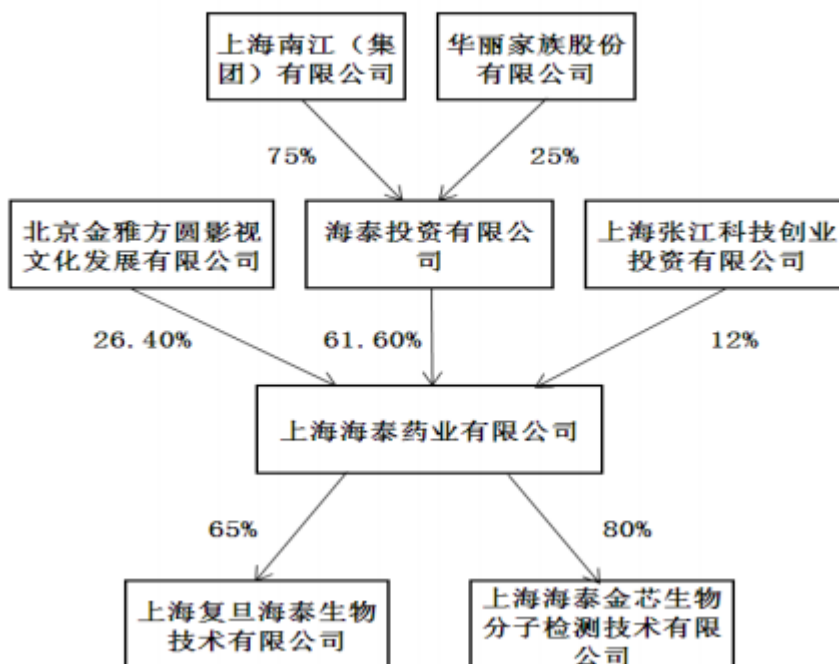 上海南江（集
团）有限公司
华丽家族股份
有限公司
75%
25%
北京金雅方圆影视
文化发展有限公司
海泰投资有限公
司
上海张江科技创业
投资有限公司
26.40%
61.60%
12%
上海海泰药业有限公司
65%
80%
上海复旦海泰生物
技术有限公司
上海海泰金芯生物
分子检测技术有限
公司